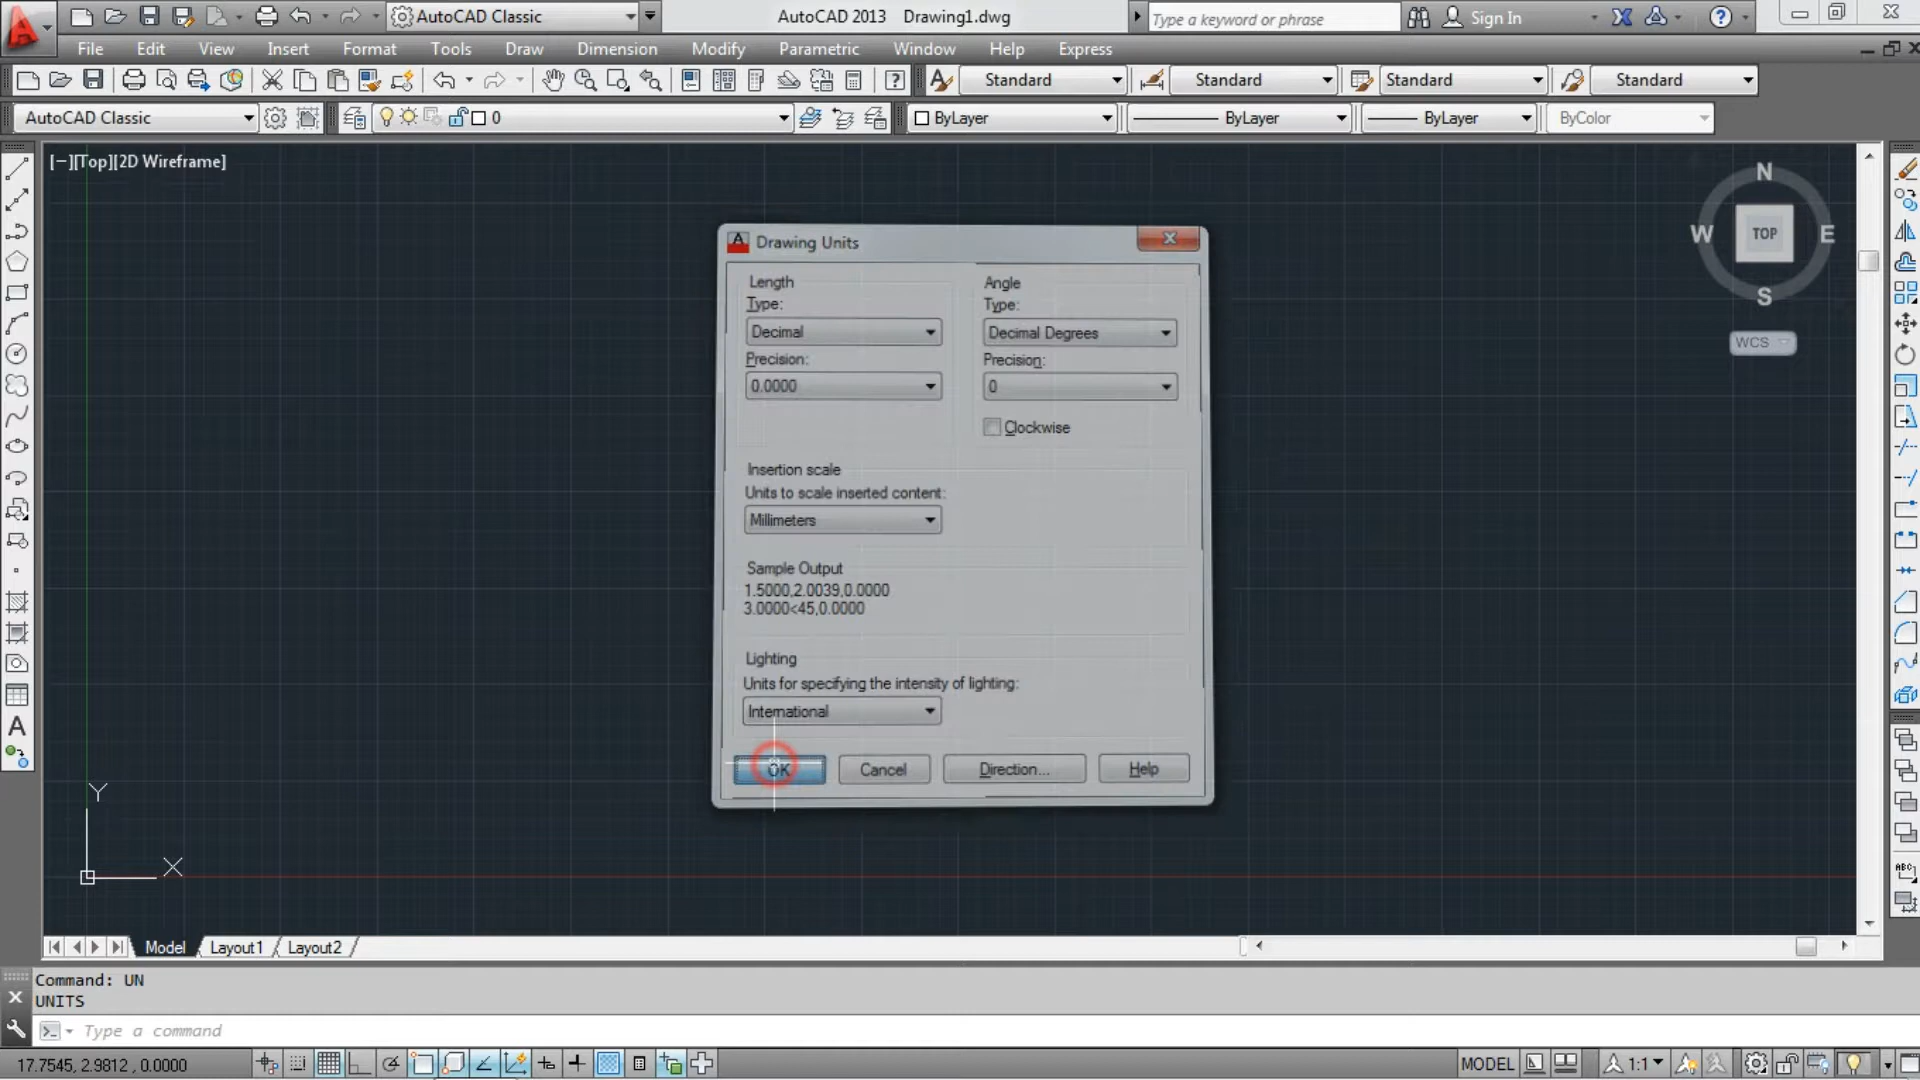 AutoCAD Classic
AutoCAD 2013 Drawing1.dwg
Type a keyword or phrase
Sign In
File Edit View Insert Format Tools Draw Dimension Modify Parametric Window Help Express
Standard Standard Standard Standard
AutoCAD Classic
0
ByLayer ByLayer ByLayer ByColor
[−][Top][2D Wireframe]
N
W TOP E
S
WCS
Drawing Units
Length
Type:
Decimal
Precision:
0.0000
Angle
Type:
Decimal Degrees
Precision:
0
Clockwise
Insertion scale
Units to scale inserted content:
Millimeters
Sample Output
1.5000,2.0039,0.0000
3.0000<45,0.0000
Lighting
Units for specifying the intensity of lighting:
International
OK Cancel Direction... Help
Y
X
Model Layout1 Layout2
Command: UN
UNITS
Type a command
17.7545, 2.9812 , 0.0000
MODEL
1:1
A
ABC